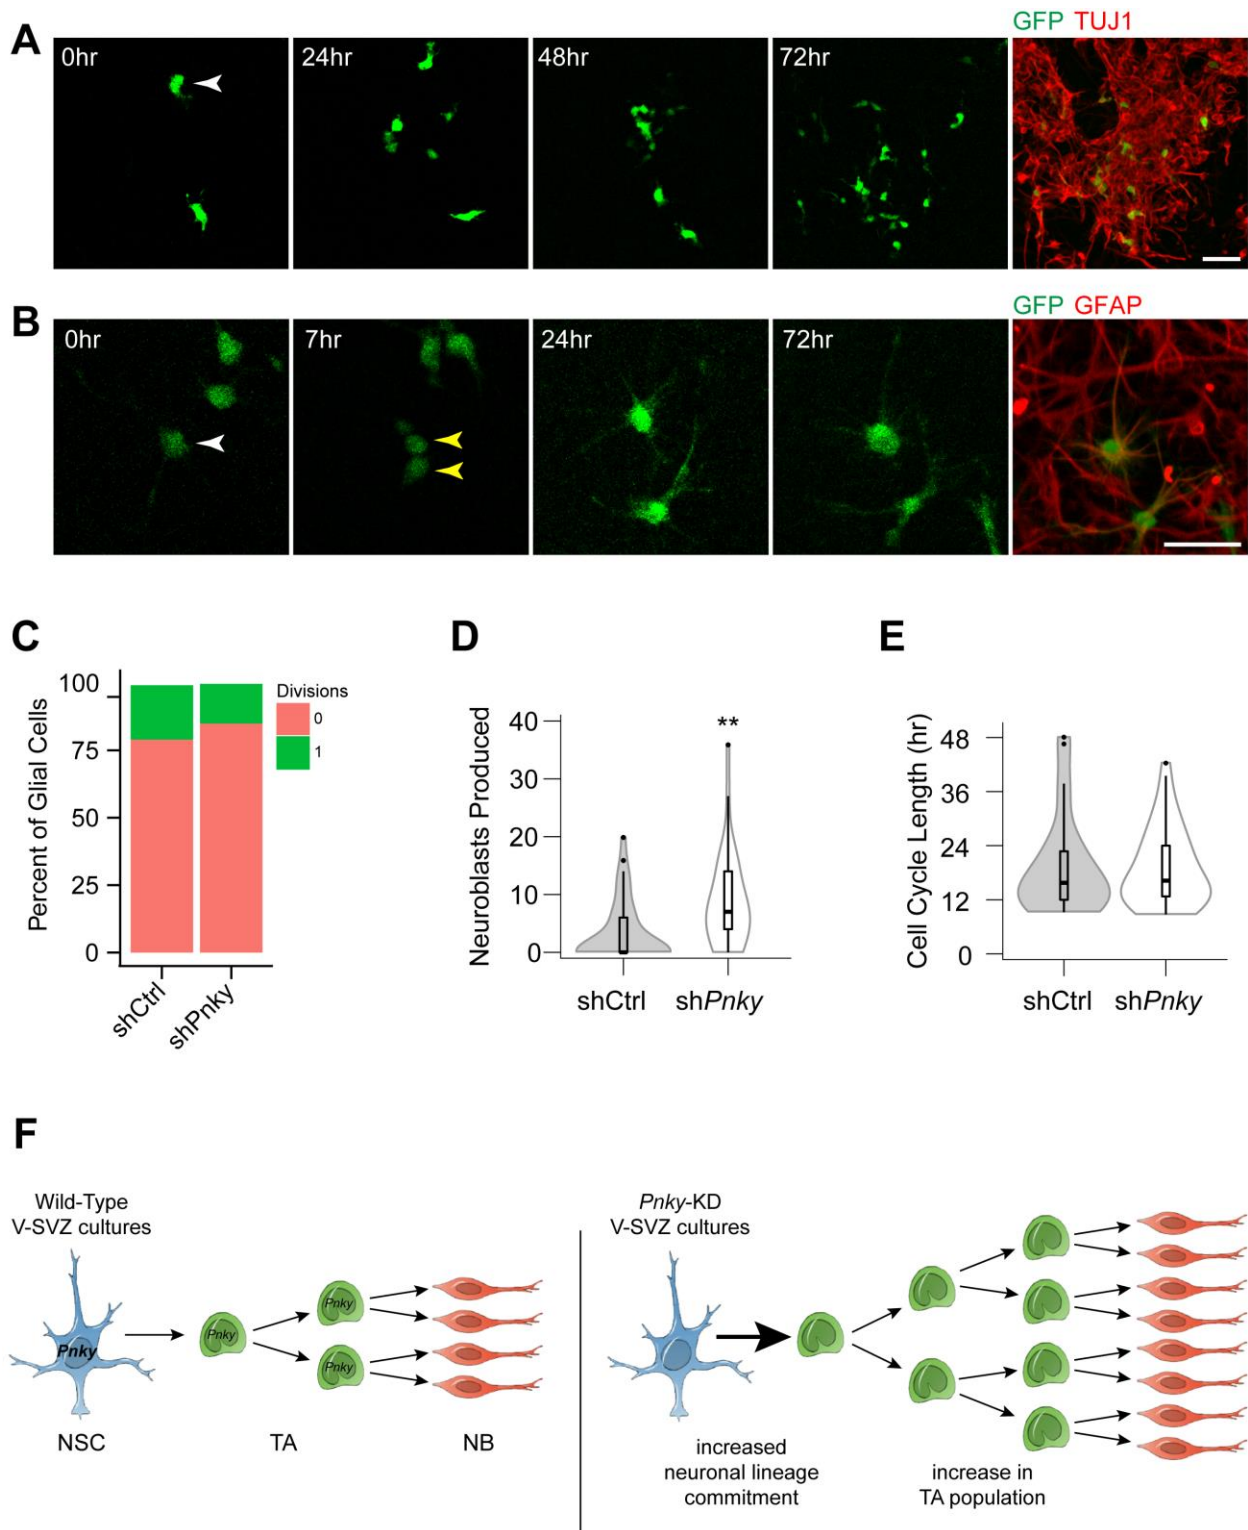 A
0hr
24hr
48hr
72hr
GFP TUJ1
B
0hr
7hr
24hr
72hr
GFP GFAP
C
Percent of Glial Cells
100
75
50
25
0
shCtrl
shPnky
Divisions
0
1
D
Neuroblasts Produced
40
30
20
10
0
**
shCtrl
shPnky
E
Cell Cycle Length (hr)
48
36
24
12
0
shCtrl
shPnky
F
Wild-Type
V-SVZ cultures
Pnky
Pnky
Pnky
Pnky
NSC
TA
NB
Pnky-KD
V-SVZ cultures
increased
neuronal lineage
commitment
increase in
TA population